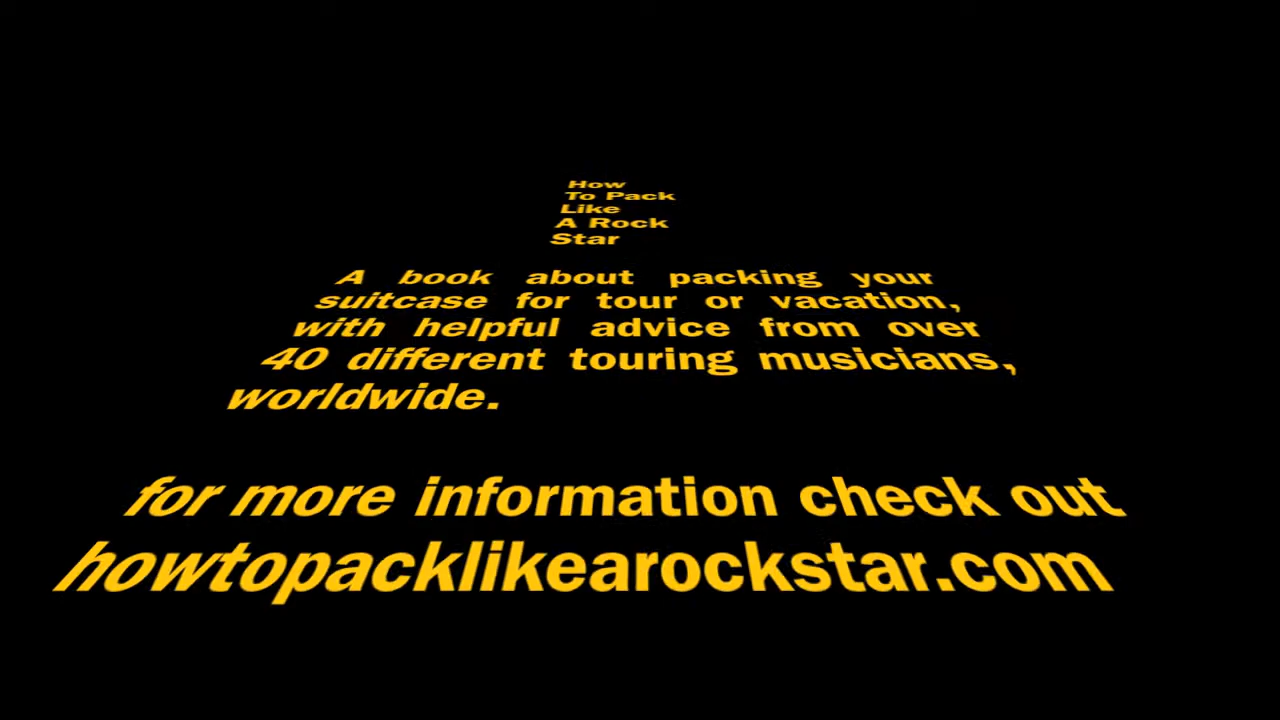 How
To Pack
Like
A Rock
Star
A book about packing your
suitcase for tour or vacation,
with helpful advice from over
40 different touring musicians,
worldwide.
for more information check out
howtopacklikearockstar.com